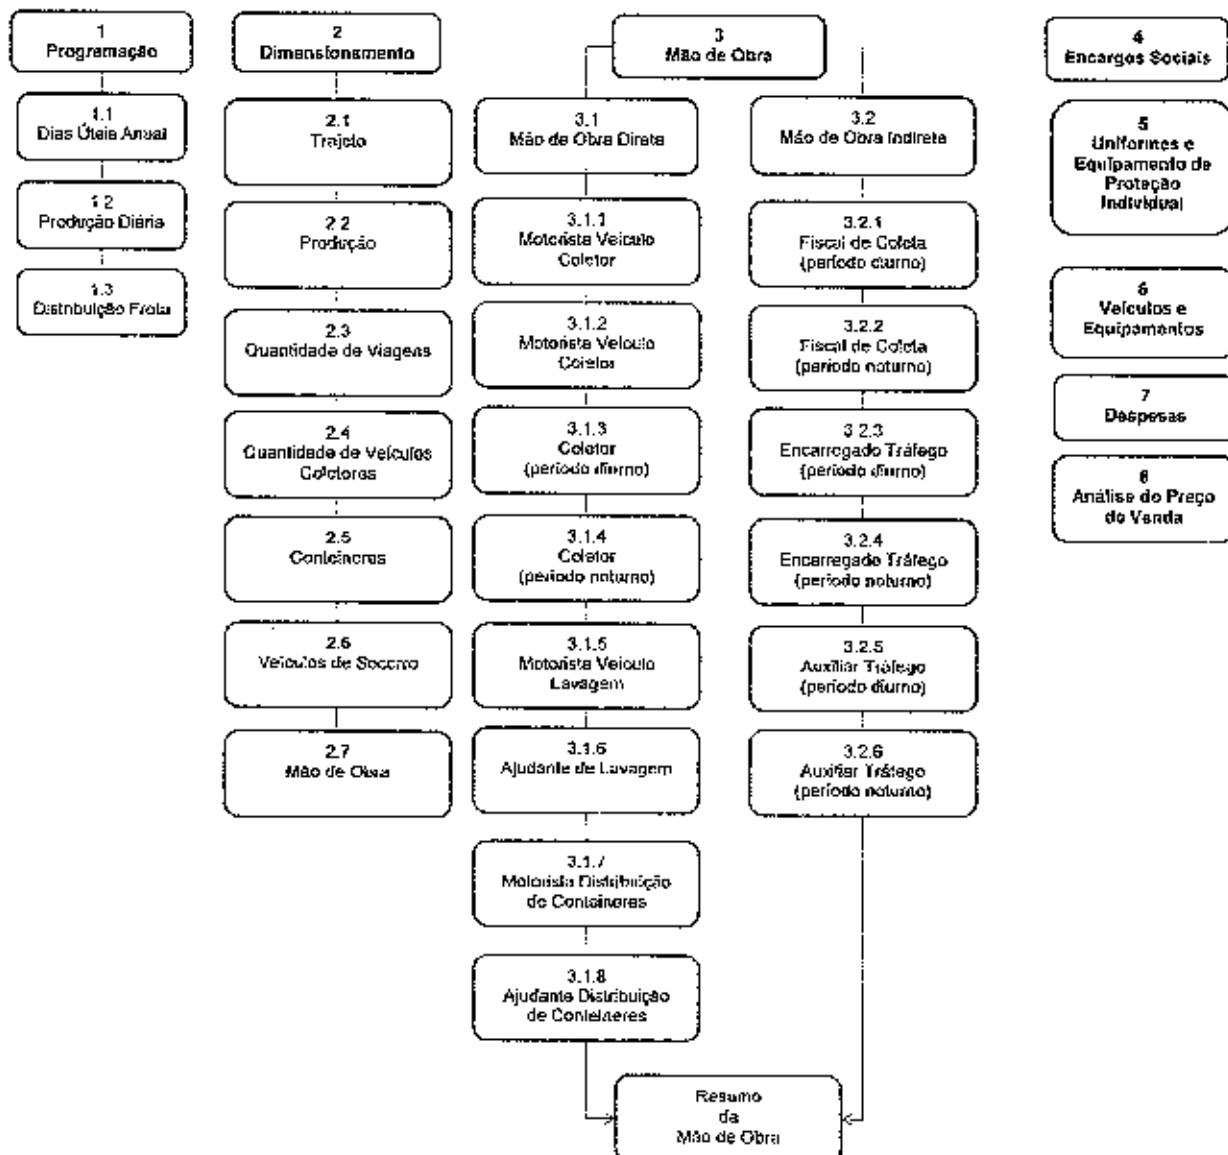 1
Programação
1.1
Dias Úteis Anual
1.2
Produção Diária
1.3
Distribuição Frota
2
Dimensionamento
2.1
Trajeto
2.2
Produção
2.3
Quantidade de Viagens
2.4
Quantidade de Veículos
Coletores
2.5
Conteineres
2.6
Veículos de Socorro
2.7
Mão de Obra
3
Mão de Obra
3.1
Mão de Obra Direta
3.1.1
Motorista Veículo
Coletor
3.1.2
Motorista Veículo
Coletor
3.1.3
Coletor
(período diurno)
3.1.4
Coletor
(período noturno)
3.1.5
Motorista Veículo
Lavagem
3.1.6
Ajudante de Lavagem
3.1.7
Motorista Distribuição
de Conteineres
3.1.8
Ajudante Distribuição
de Conteineres
3.2
Mão de Obra Indireta
3.2.1
Fiscal de Coleta
(período diurno)
3.2.2
Fiscal de Coleta
(período noturno)
3.2.3
Encarregado Tráfego
(período diurno)
3.2.4
Encarregado Tráfego
(período noturno)
3.2.5
Auxiliar Tráfego
(período diurno)
3.2.6
Auxiliar Tráfego
(período noturno)
Resumo
da
Mão de Obra
4
Encargos Sociais
5
Uniformes e
Equipamento de
Proteção
Individual
6
Veículos e
Equipamentos
7
Despesas
8
Análise do Preço
de Venda